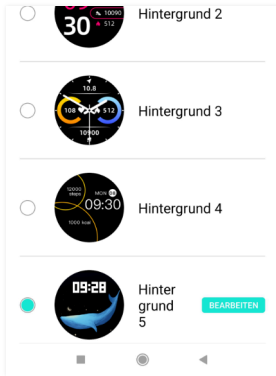 30
10090
512
Hintergrund 2
10.8
108
512
10900
Hintergrund 3
12000
steps
MON
09:30
1000 kcal
Hintergrund 4
09:28
Hinter
grund
5
BEARBEITEN